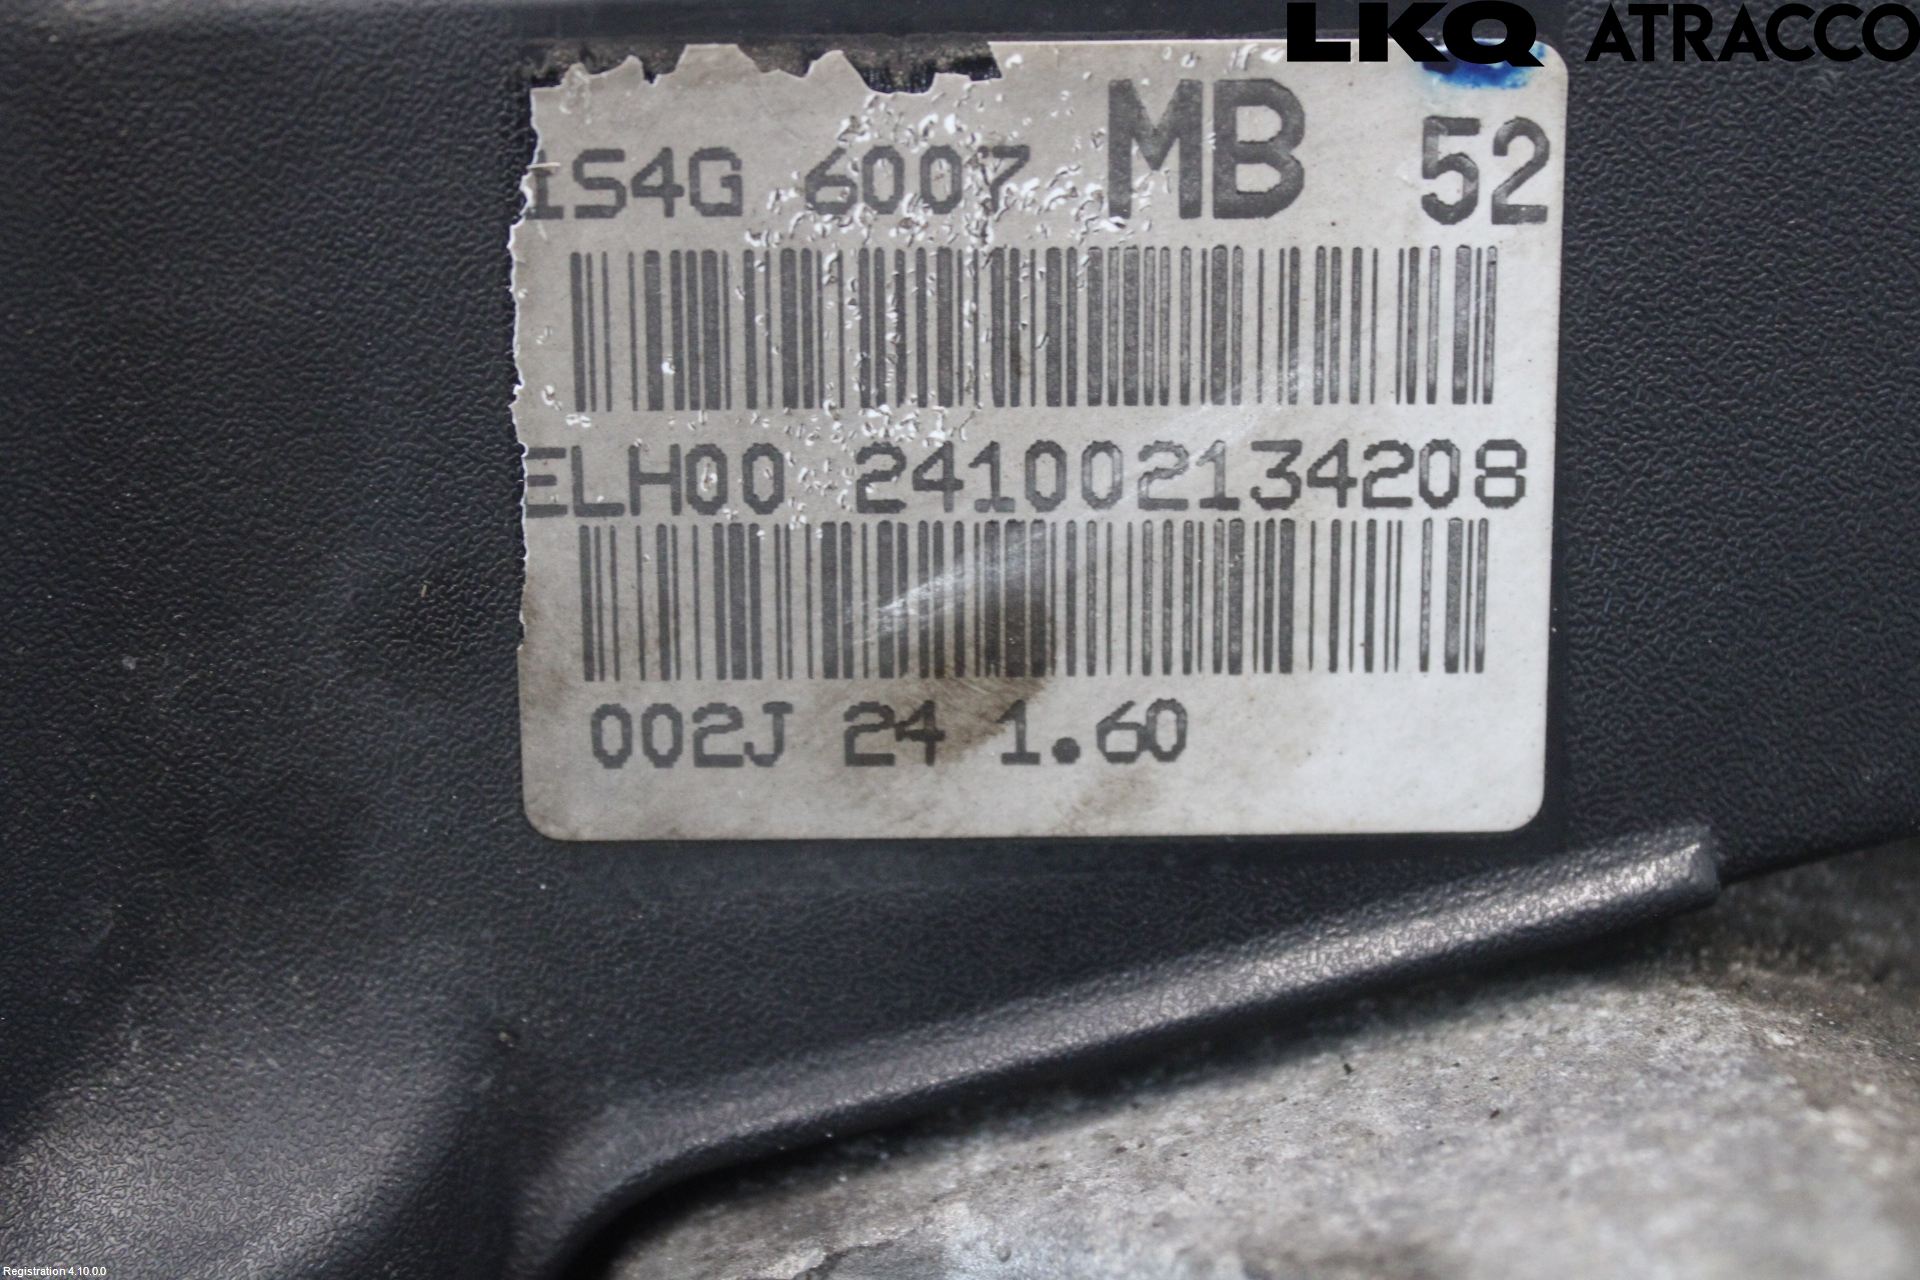 LKQ ATRACCO
1S4G 6007 MB 52
ELH00 241002134208
002J 24 1.60
Registration 4.10.0.0